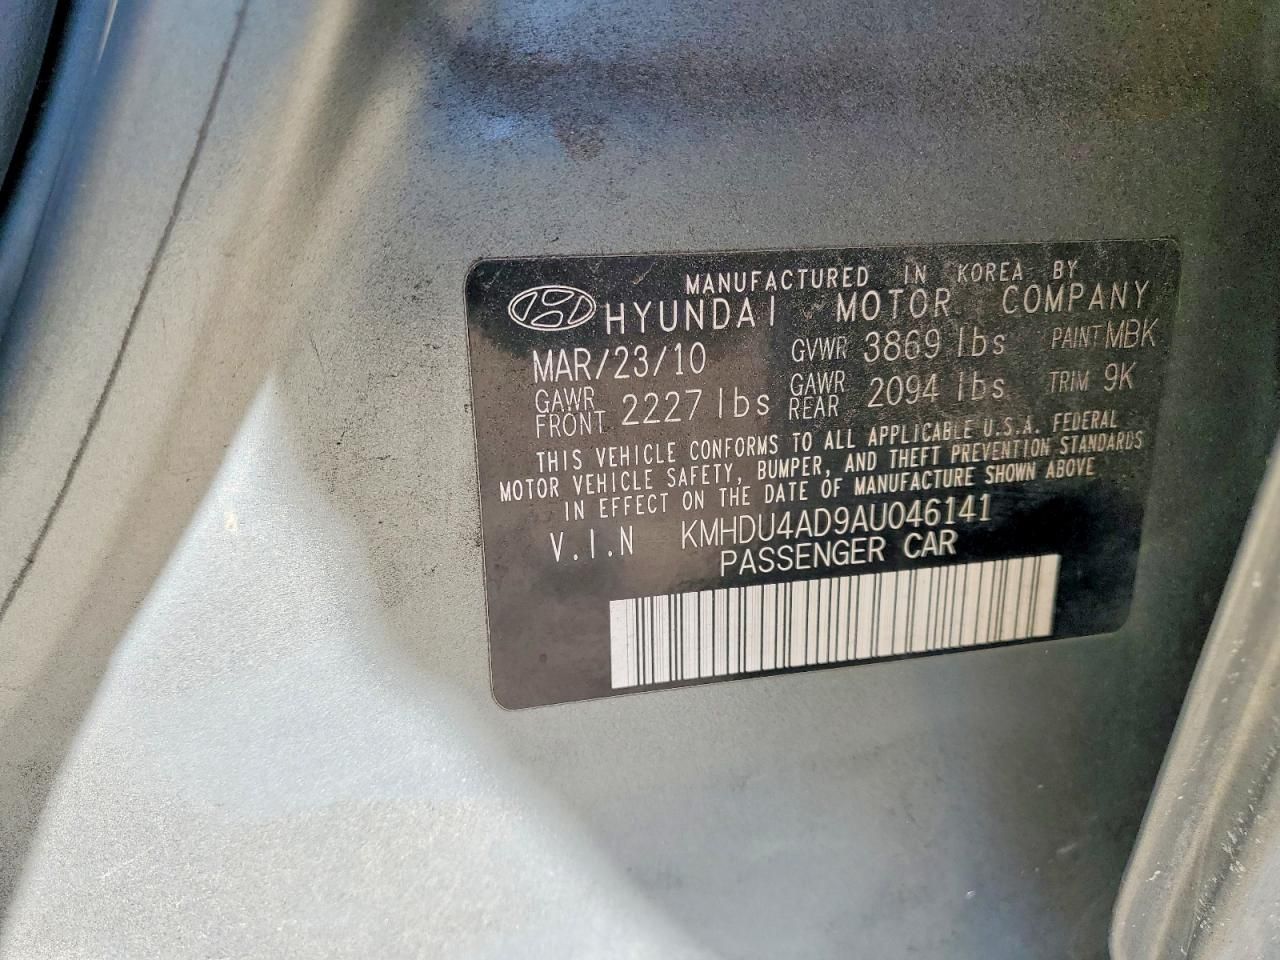 MANUFACTURED IN KOREA BY
HYUNDAI MOTOR COMPANY
MAR/23/10 GVWR 3869 lbs PAINT MBK
GAWR FRONT 2227 lbs GAWR REAR 2094 lbs TRIM 9K
THIS VEHICLE CONFORMS TO ALL APPLICABLE U.S.A. FEDERAL
MOTOR VEHICLE SAFETY, BUMPER, AND THEFT PREVENTION STANDARDS
IN EFFECT ON THE DATE OF MANUFACTURE SHOWN ABOVE
V.I.N KMHDU4AD9AU046141
PASSENGER CAR